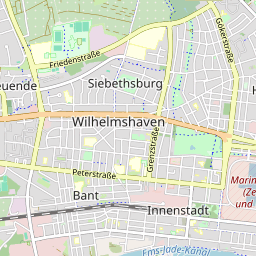 Gökerstraße
Friedenstraße
Siebethsburg
euende
H
Wilhelmshaven
Grenzstraße
Peterstraße
Marin
(Ze
und
Bant
Innenstadt
Ems-Jade-Kanal